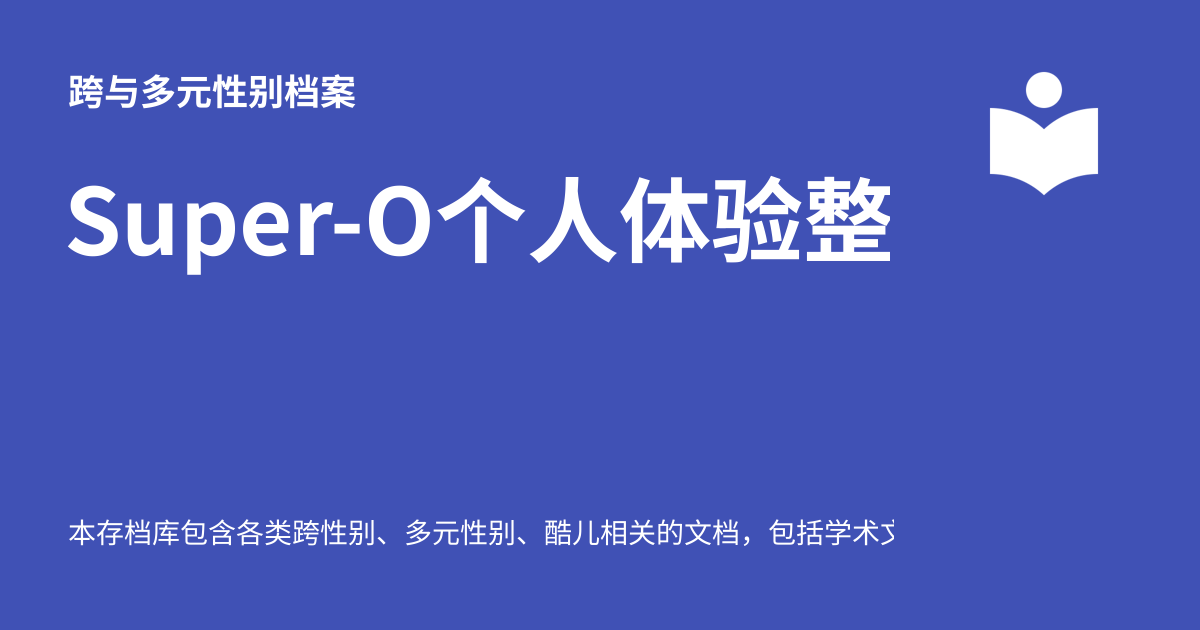 跨与多元性别档案
Super-O个人体验整
本存档库包含各类跨性别、多元性别、酷儿相关的文档，包括学术文